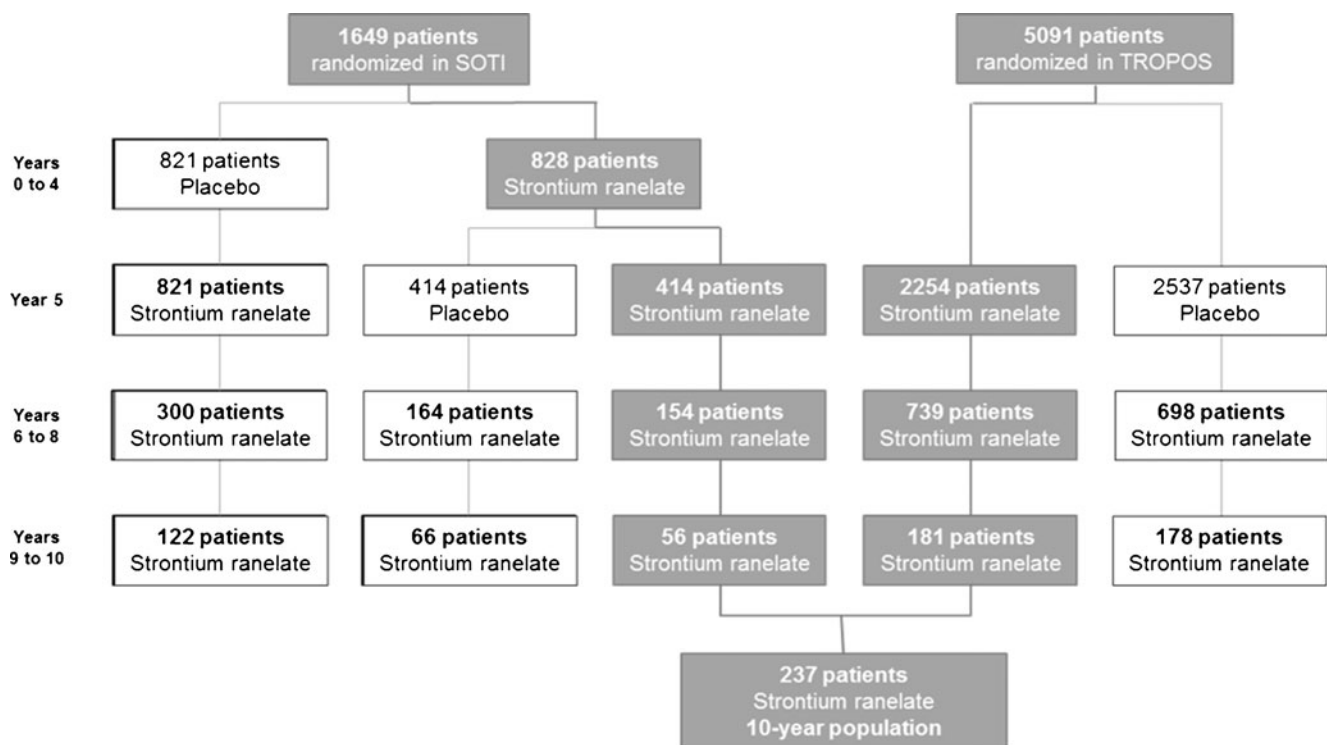 1649 patients
randomized in SOTI
5091 patients
randomized in TROPOS
Years
0 to 4
821 patients
Placebo
828 patients
Strontium ranelate
Year 5
821 patients
Strontium ranelate
414 patients
Placebo
414 patients
Strontium ranelate
2254 patients
Strontium ranelate
2537 patients
Placebo
Years
6 to 8
300 patients
Strontium ranelate
164 patients
Strontium ranelate
154 patients
Strontium ranelate
739 patients
Strontium ranelate
698 patients
Strontium ranelate
Years
9 to 10
122 patients
Strontium ranelate
66 patients
Strontium ranelate
56 patients
Strontium ranelate
181 patients
Strontium ranelate
178 patients
Strontium ranelate
237 patients
Strontium ranelate
10-year population